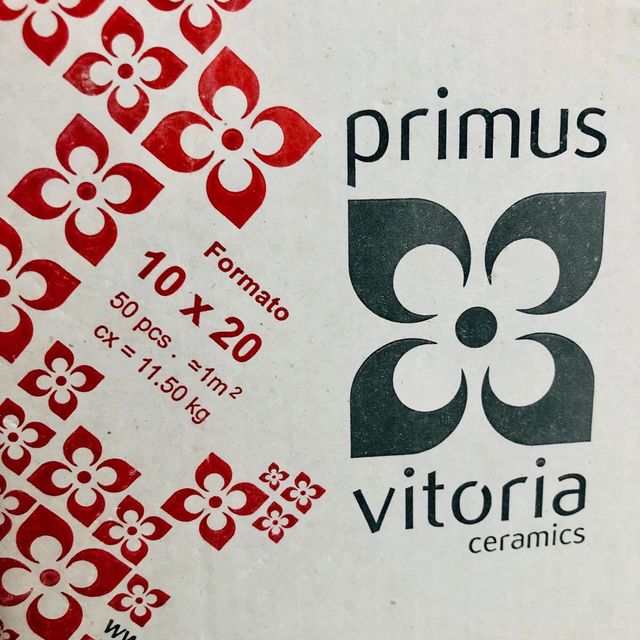 primus
Formato
10 x 20
50 pcs. =1m²
cx = 11.50 kg
vitoria
ceramics